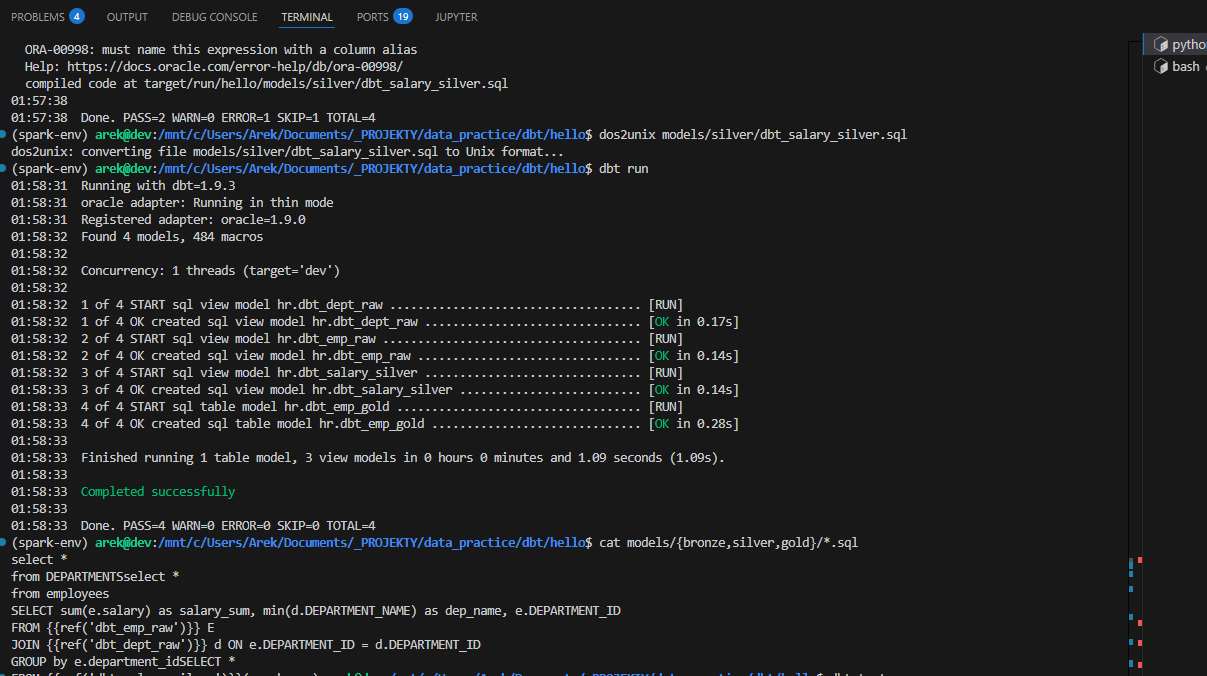 PROBLEMS 4 OUTPUT DEBUG CONSOLE TERMINAL PORTS 19 JUPYTER
ORA-00998: must name this expression with a column alias
Help: https://docs.oracle.com/error-help/db/ora-00998/
compiled code at target/run/hello/models/silver/dbt_salary_silver.sql
01:57:38
01:57:38 Done. PASS=2 WARN=0 ERROR=1 SKIP=1 TOTAL=4
(spark-env) arek@dev:/mnt/c/Users/Arek/Documents/_PROJEKTY/data_practice/dbt/hello$ dos2unix models/silver/dbt_salary_silver.sql
dos2unix: converting file models/silver/dbt_salary_silver.sql to Unix format...
(spark-env) arek@dev:/mnt/c/Users/Arek/Documents/_PROJEKTY/data_practice/dbt/hello$ dbt run
01:58:31 Running with dbt=1.9.3
01:58:31 oracle adapter: Running in thin mode
01:58:31 Registered adapter: oracle=1.9.0
01:58:32 Found 4 models, 484 macros
01:58:32
01:58:32 Concurrency: 1 threads (target='dev')
01:58:32
01:58:32 1 of 4 START sql view model hr.dbt_dept_raw .................................... [RUN]
01:58:32 1 of 4 OK created sql view model hr.dbt_dept_raw ............................... [OK in 0.17s]
01:58:32 2 of 4 START sql view model hr.dbt_emp_raw ..................................... [RUN]
01:58:32 2 of 4 OK created sql view model hr.dbt_emp_raw ................................ [OK in 0.14s]
01:58:32 3 of 4 START sql view model hr.dbt_salary_silver ............................... [RUN]
01:58:33 3 of 4 OK created sql view model hr.dbt_salary_silver .......................... [OK in 0.14s]
01:58:33 4 of 4 START sql table model hr.dbt_emp_gold ................................... [RUN]
01:58:33 4 of 4 OK created sql table model hr.dbt_emp_gold .............................. [OK in 0.28s]
01:58:33
01:58:33 Finished running 1 table model, 3 view models in 0 hours 0 minutes and 1.09 seconds (1.09s).
01:58:33
01:58:33 Completed successfully
01:58:33
01:58:33 Done. PASS=4 WARN=0 ERROR=0 SKIP=0 TOTAL=4
(spark-env) arek@dev:/mnt/c/Users/Arek/Documents/_PROJEKTY/data_practice/dbt/hello$ cat models/{bronze,silver,gold}/*.sql
select *
from DEPARTMENTSselect *
from employees
SELECT sum(e.salary) as salary_sum, min(d.DEPARTMENT_NAME) as dep_name, e.DEPARTMENT_ID
FROM {{ref('dbt_emp_raw')}} E
JOIN {{ref('dbt_dept_raw')}} d ON e.DEPARTMENT_ID = d.DEPARTMENT_ID
GROUP by e.department_idSELECT *
bash